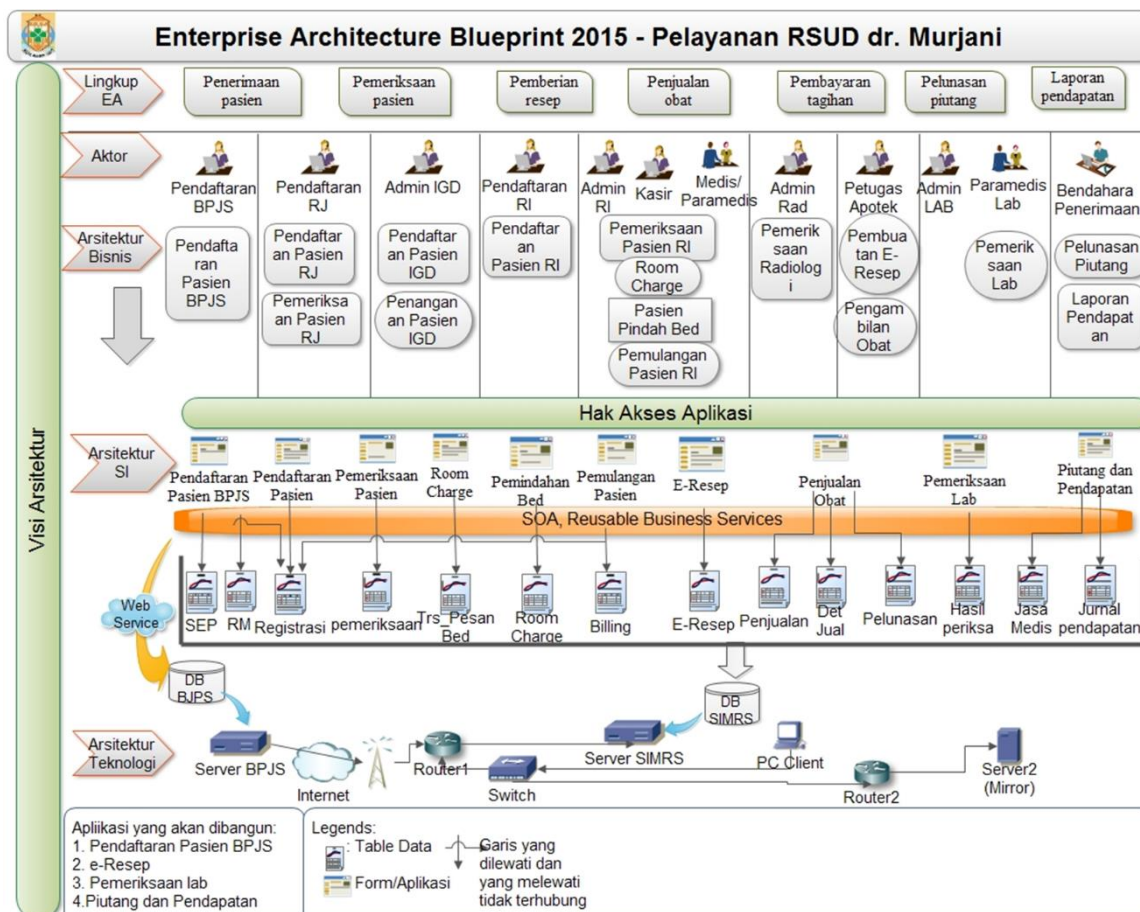 Enterprise Architecture Blueprint 2015 - Pelayanan RSUD dr. Murjani
Visi Arsitektur
Lingkup
EA
Penerimaan
pasien
Pemeriksaan
pasien
Pemberian
resep
Penjualan
obat
Pembayaran
tagihan
Pelunasan
piutang
Laporan
pendapatan
Aktor
Pendaftaran
BPJS
Pendaftaran
RJ
Admin IGD
Pendaftaran
RI
Admin
RI
Kasir
Medis/
Paramedis
Admin
Rad
Petugas
Apotek
Admin
LAB
Paramedis
Lab
Bendahara
Penerimaan
Arsitektur
Bisnis
Pendafta
ran
Pasien
BPJS
Pendaftar
an Pasien
RJ
Pemeriksa
an Pasien
RJ
Pendaftar
an Pasien
IGD
Penangan
an Pasien
IGD
Pendaftar
an
Pasien RI
Pemeriksaan
Pasien RI
Room
Charge
Pasien
Pindah Bed
Pemulangan
Pasien RI
Pemerik
saan
Radiolog
i
Pembua
tan E-
Resep
Pengam
bilan
Obat
Pemerik
saan
Lab
Pelunasan
Piutang
Laporan
Pendapat
an
Hak Akses Aplikasi
Arsitektur
SI
Pendaftaran
Pasien BPJS
Pendaftaran
Pasien
Pemeriksaan
Pasien
Room
Charge
Pemindahan
Bed
Pemulangan
Pasien
E-Resep
Penjualan
Obat
Pemeriksaan
Lab
Piutang dan
Pendapatan
SOA, Reusable Business Services
Web
Service
SEP
RM
Registrasi
pemeriksaan
Trs_Pesan
Bed
Room
Charge
Billing
E-Resep
Penjualan
Det
Jual
Pelunasan
Hasil
periksa
Jasa
Medis
Jurnal
pendapatan
DB
BJPS
DB
SIMRS
Arsitektur
Teknologi
Server BPJS
Internet
Router1
Switch
Server SIMRS
PC Client
Router2
Server2
(Mirror)
Apliikasi yang akan dibangun:
1. Pendaftaran Pasien BPJS
2. e-Resep
3. Pemeriksaan lab
4.Piutang dan Pendapatan
Legends:
: Table Data
Form/Aplikasi
Garis yang
dilewati dan
yang melewati
tidak terhubung